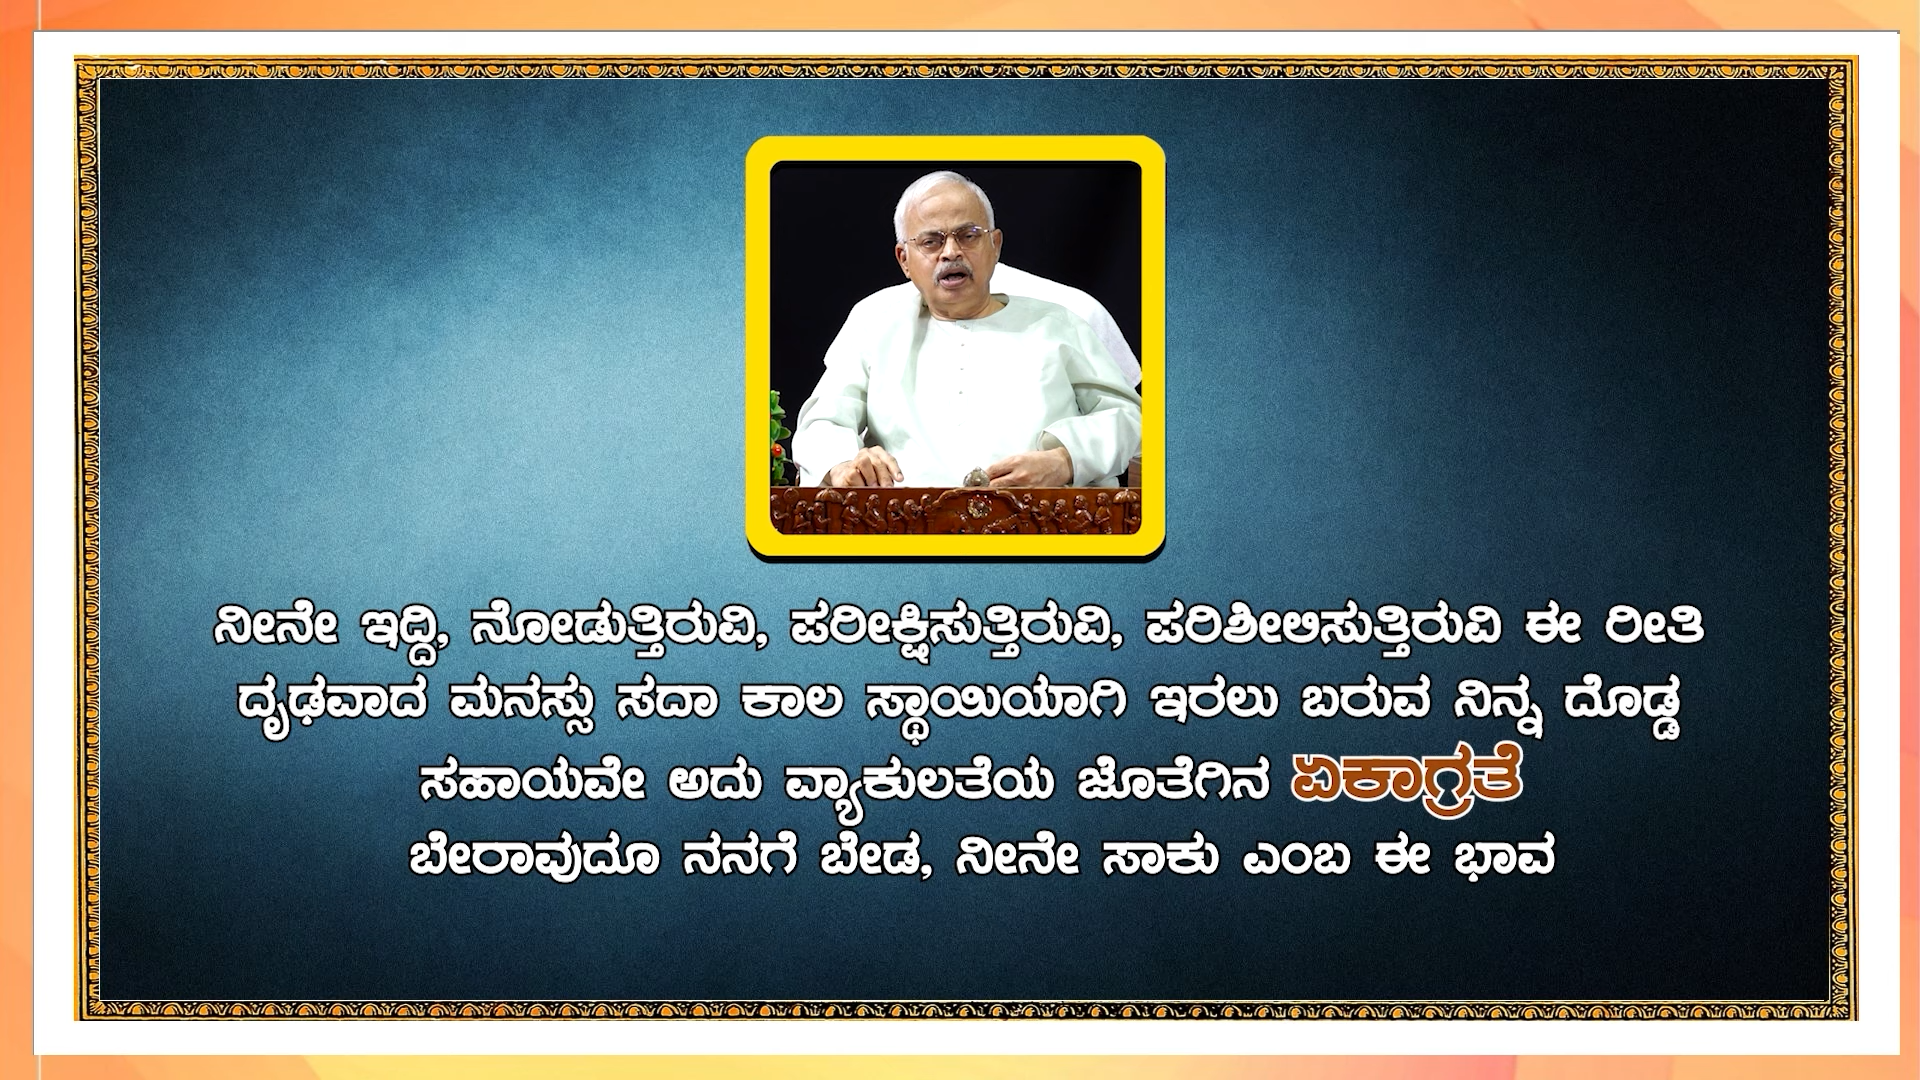 ನೀನೇ ಇದ್ದಿ, ನೋಡುತ್ತಿರುವಿ, ಪರೀಕ್ಷಿಸುತ್ತಿರುವಿ, ಪರಿಶೀಲಿಸುತ್ತಿರುವಿ ಈ ರೀತಿ
ದೃಢವಾದ ಮನಸ್ಸು ಸದಾ ಕಾಲ ಸ್ಥಾಯಿಯಾಗಿ ಇರಲು ಬರುವ ನಿನ್ನ ದೊಡ್ಡ
ಸಹಾಯವೇ ಅದು ವ್ಯಾಕುಲತೆಯ ಜೊತೆಗಿನ ಏಕಾಗ್ರತೆ
ಬೇರಾವುದೂ ನನಗೆ ಬೇಡ, ನೀನೇ ಸಾಕು ಎಂಬ ಈ ಭಾವ